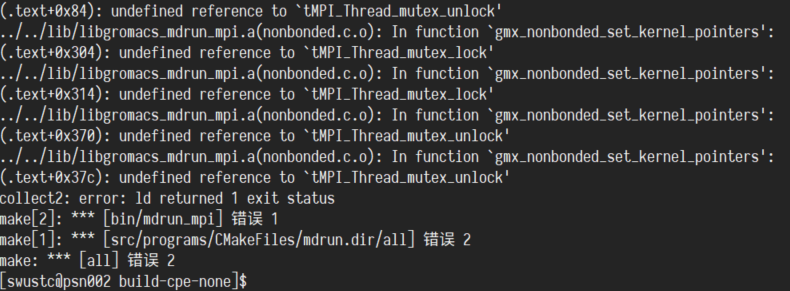 (.text+0x84): undefined reference to `tMPI_Thread_mutex_unlock'
../../lib/libgromacs_mdrun_mpi.a(nonbonded.c.o): In function `gmx_nonbonded_set_kernel_pointers':
(.text+0x304): undefined reference to `tMPI_Thread_mutex_lock'
../../lib/libgromacs_mdrun_mpi.a(nonbonded.c.o): In function `gmx_nonbonded_set_kernel_pointers':
(.text+0x314): undefined reference to `tMPI_Thread_mutex_lock'
../../lib/libgromacs_mdrun_mpi.a(nonbonded.c.o): In function `gmx_nonbonded_set_kernel_pointers':
(.text+0x370): undefined reference to `tMPI_Thread_mutex_unlock'
../../lib/libgromacs_mdrun_mpi.a(nonbonded.c.o): In function `gmx_nonbonded_set_kernel_pointers':
(.text+0x37c): undefined reference to `tMPI_Thread_mutex_unlock'
collect2: error: ld returned 1 exit status
make[2]: *** [bin/mdrun_mpi] 错误 1
make[1]: *** [src/programs/CMakeFiles/mdrun.dir/all] 错误 2
make: *** [all] 错误 2
[swustc@psn002 build-cpe-none]$